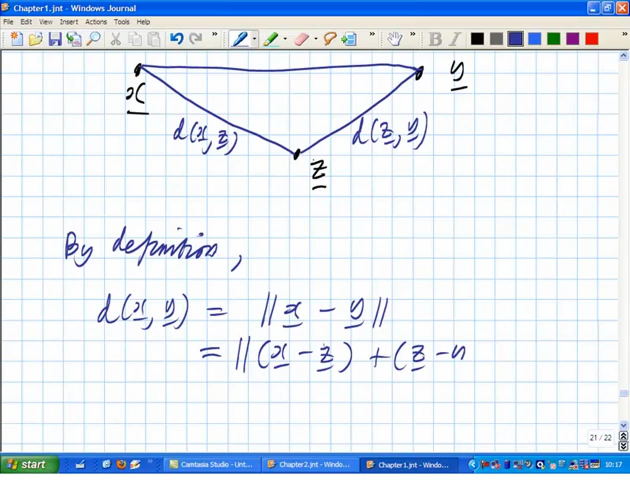 Chapter1.jnt - Windows Journal
File Edit View Insert Actions Tools Help
B I
x y
d(x, z) d(z, y)
z
By definition,
d(x, y) = ||x - y||
= ||(x - z) + (z - y
21 / 22
start Camtasia Studio - Unt... Chapter2.jnt - Windo... Chapter1.jnt - Windo... 10:17